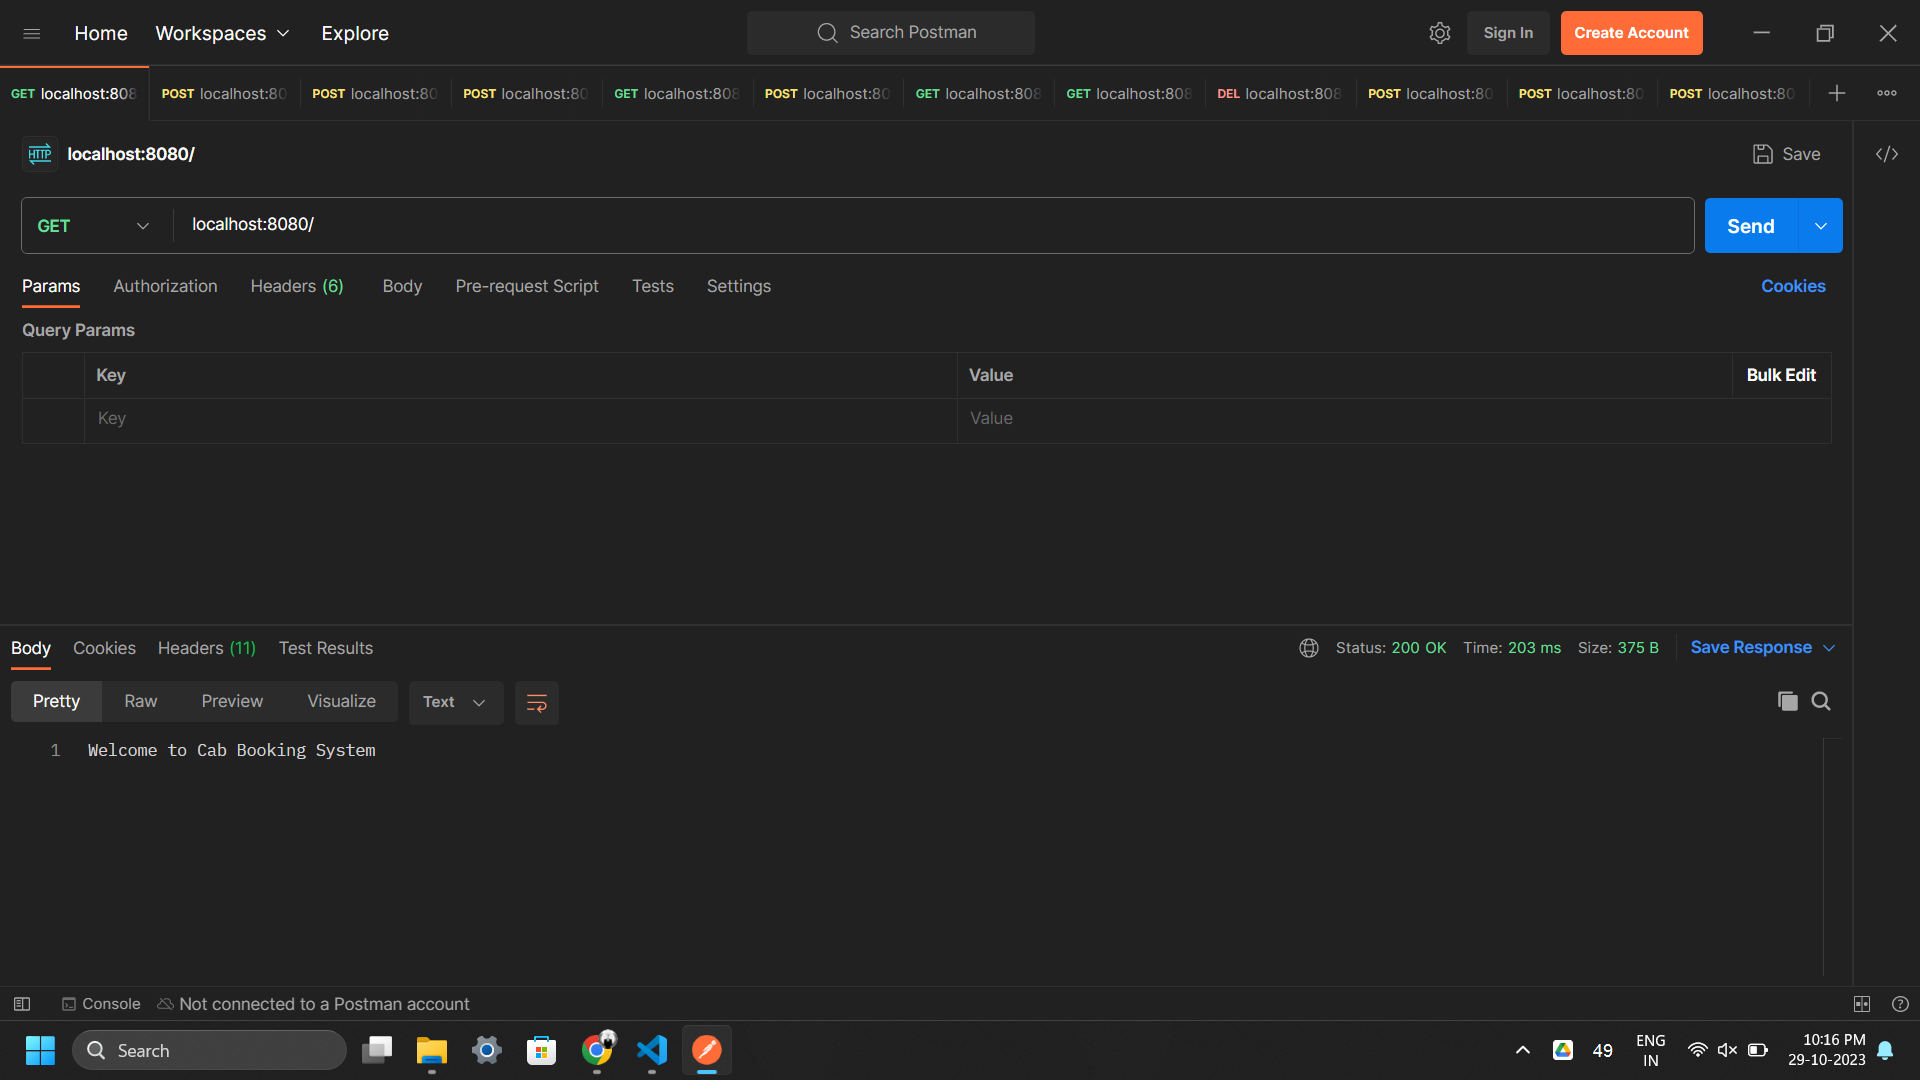 Home Workspaces Explore Search Postman Sign In Create Account
GET localhost:808 POST localhost:80 POST localhost:80 POST localhost:80 GET localhost:808 POST localhost:80 GET localhost:808 GET localhost:808 DEL localhost:808 POST localhost:80 POST localhost:80 POST localhost:80
HTTP localhost:8080/ Save
GET localhost:8080/ Send
Params Authorization Headers (6) Body Pre-request Script Tests Settings Cookies
Query Params
Key Value Bulk Edit
Key Value
Body Cookies Headers (11) Test Results Status: 200 OK Time: 203 ms Size: 375 B Save Response
Pretty Raw Preview Visualize Text
1 Welcome to Cab Booking System
Console Not connected to a Postman account
Search 49 ENG IN 10:16 PM 29-10-2023